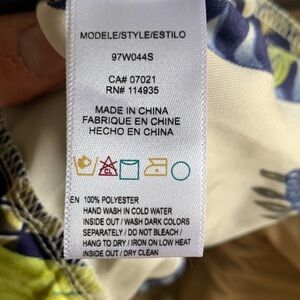 MODELE/STYLE/ESTILO
97W044S
CA# 07021
RN# 114935
MADE IN CHINA
FABRIQUE EN CHINE
HECHO EN CHINA
EN 100% POLYESTER
HAND WASH IN COLD WATER
INSIDE OUT / WASH DARK COLORS
SEPARATELY / DO NOT BLEACH /
HANG TO DRY / IRON ON LOW HEAT
INSIDE OUT / DRY CLEAN